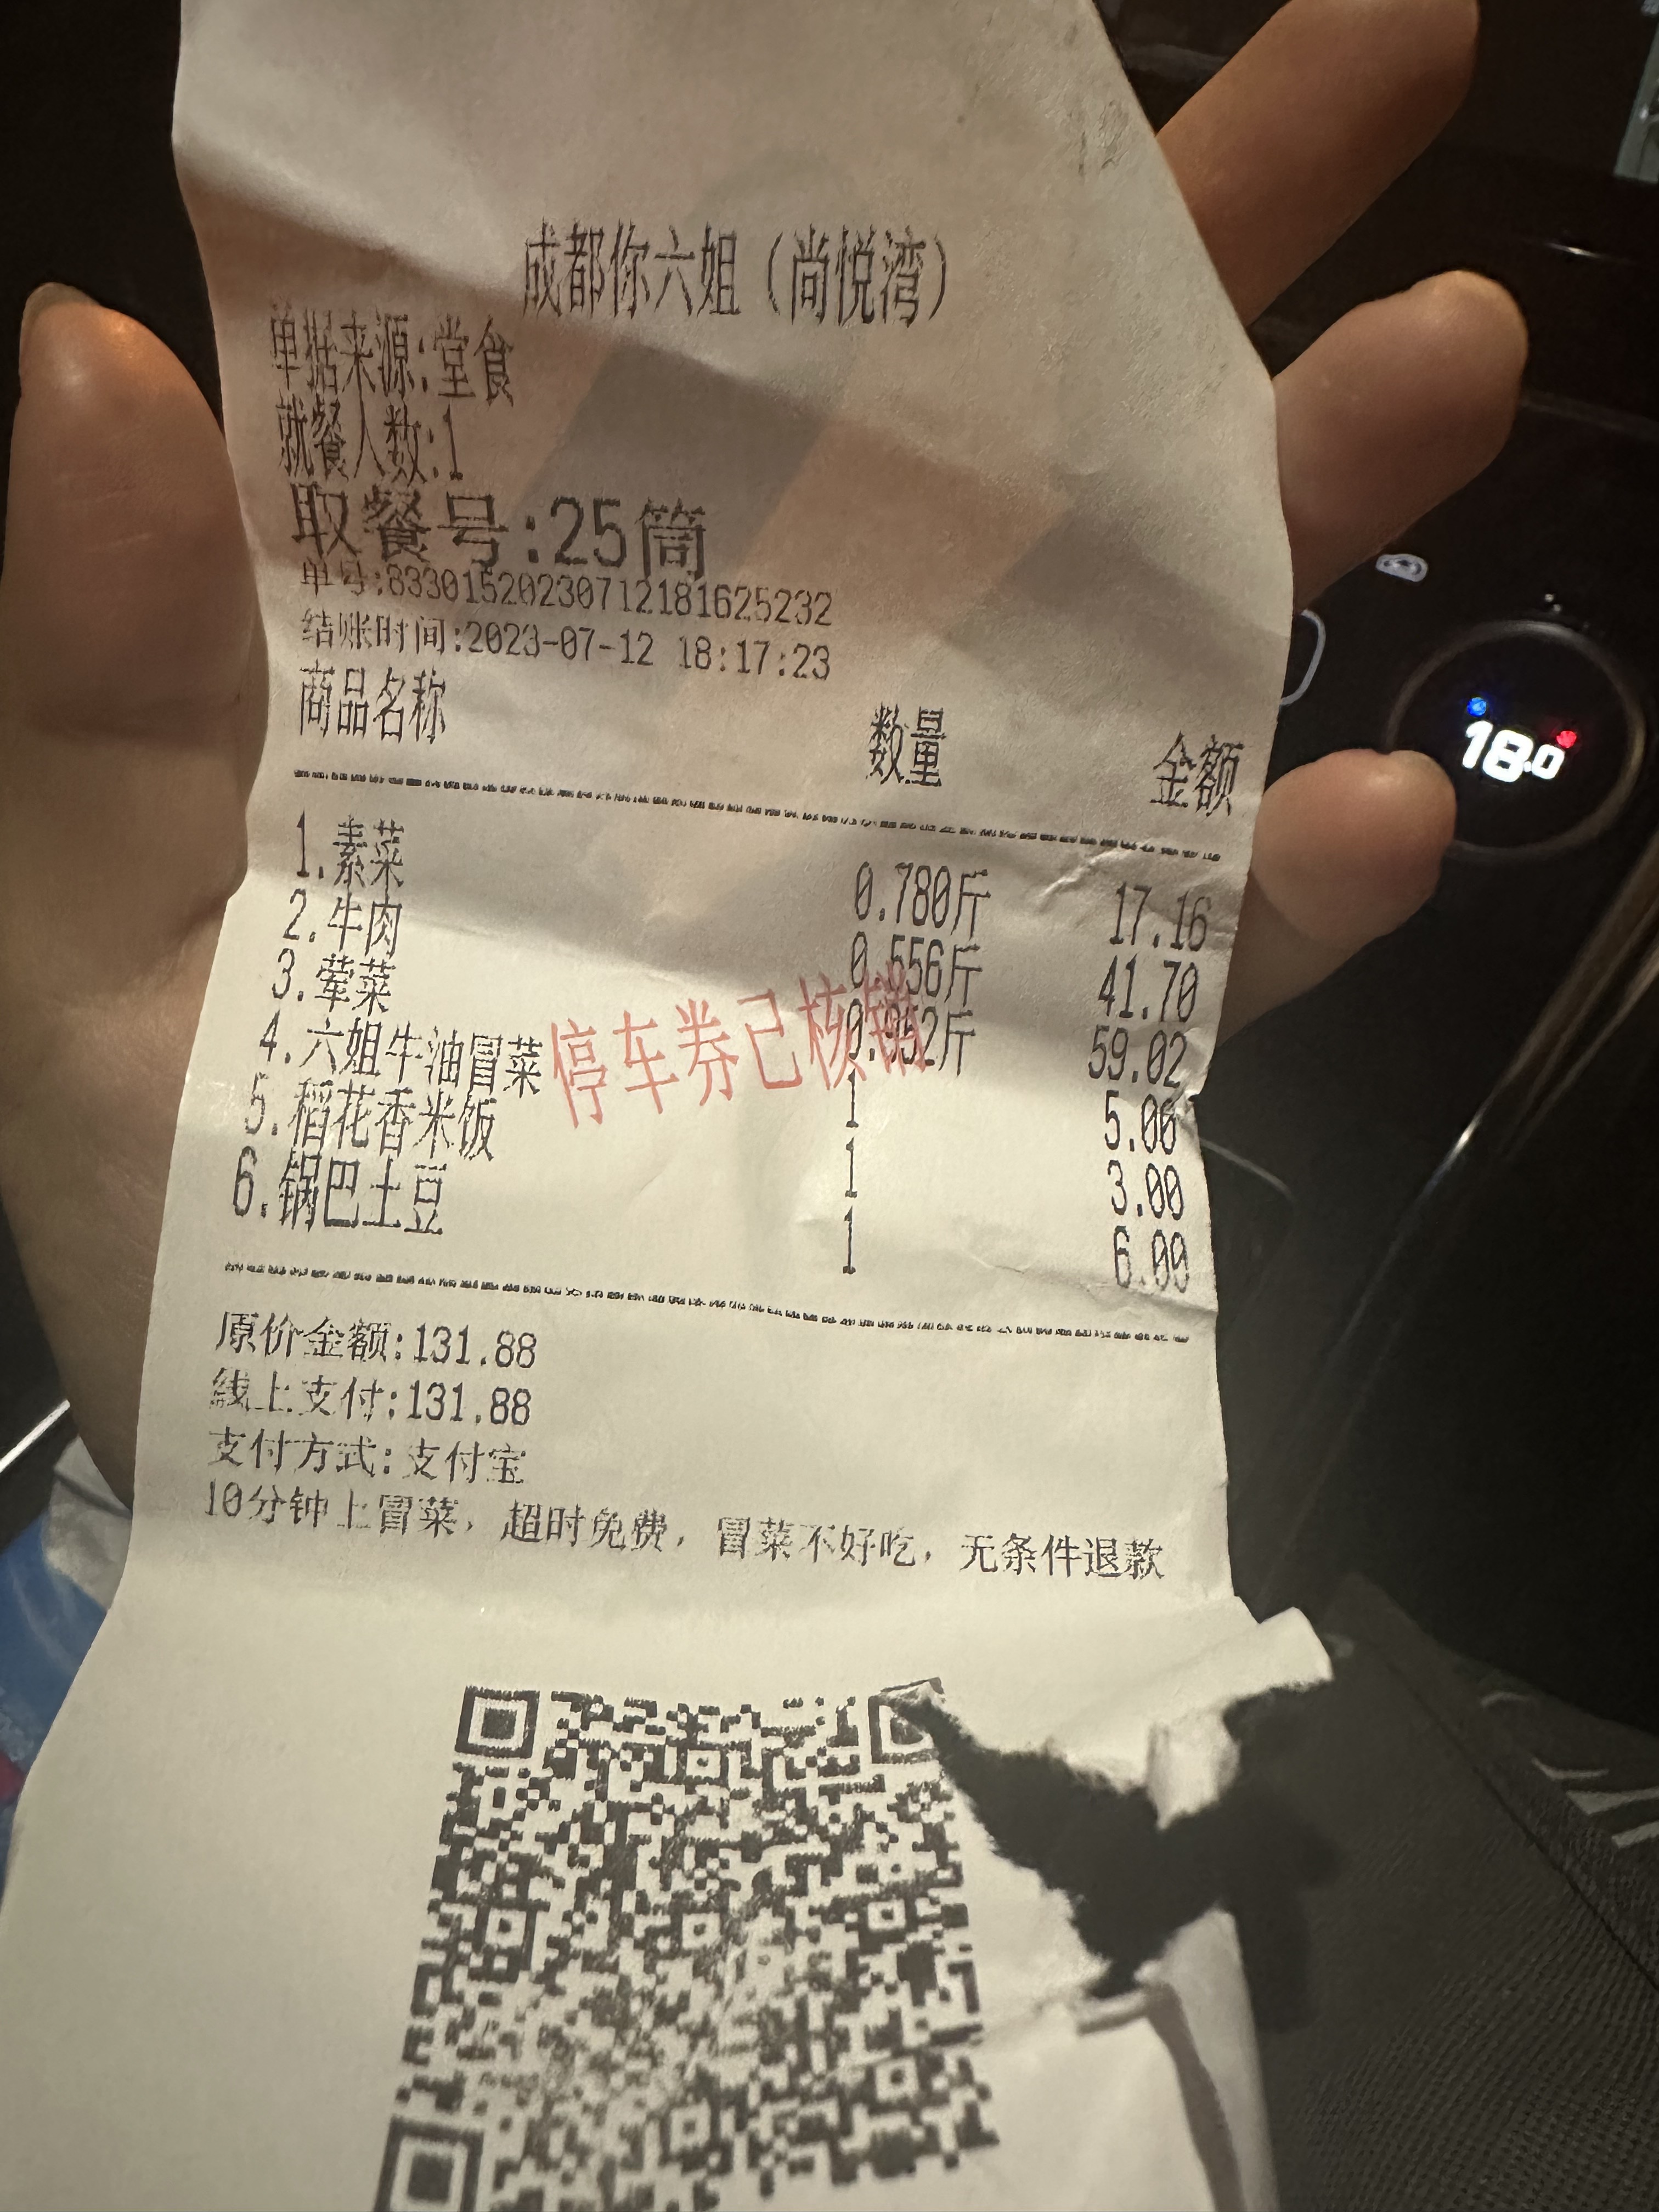 成都你六姐（尚悦湾）
单据来源:堂食
就餐人数:1
取餐号:25筒
单号:83301520230712181625232
结账时间:2023-07-12 18:17:23
商品名称 数量 金额
1.素菜 0.780斤 17.16
2.牛肉 0.556斤 41.70
3.荤菜 0.952斤 59.02
4.六姐牛油冒菜 1 5.00
5.稻花香米饭 1 3.00
6.锅巴土豆 1 6.00
停车券已核销
原价金额:131.88
线上支付:131.88
支付方式:支付宝
10分钟上冒菜，超时免费，冒菜不好吃，无条件退款
18.0